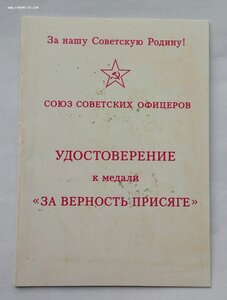 За нашу Советскую Родину!
СОЮЗ СОВЕТСКИХ ОФИЦЕРОВ
УДОСТОВЕРЕНИЕ
к медали
«ЗА ВЕРНОСТЬ ПРИСЯГЕ»